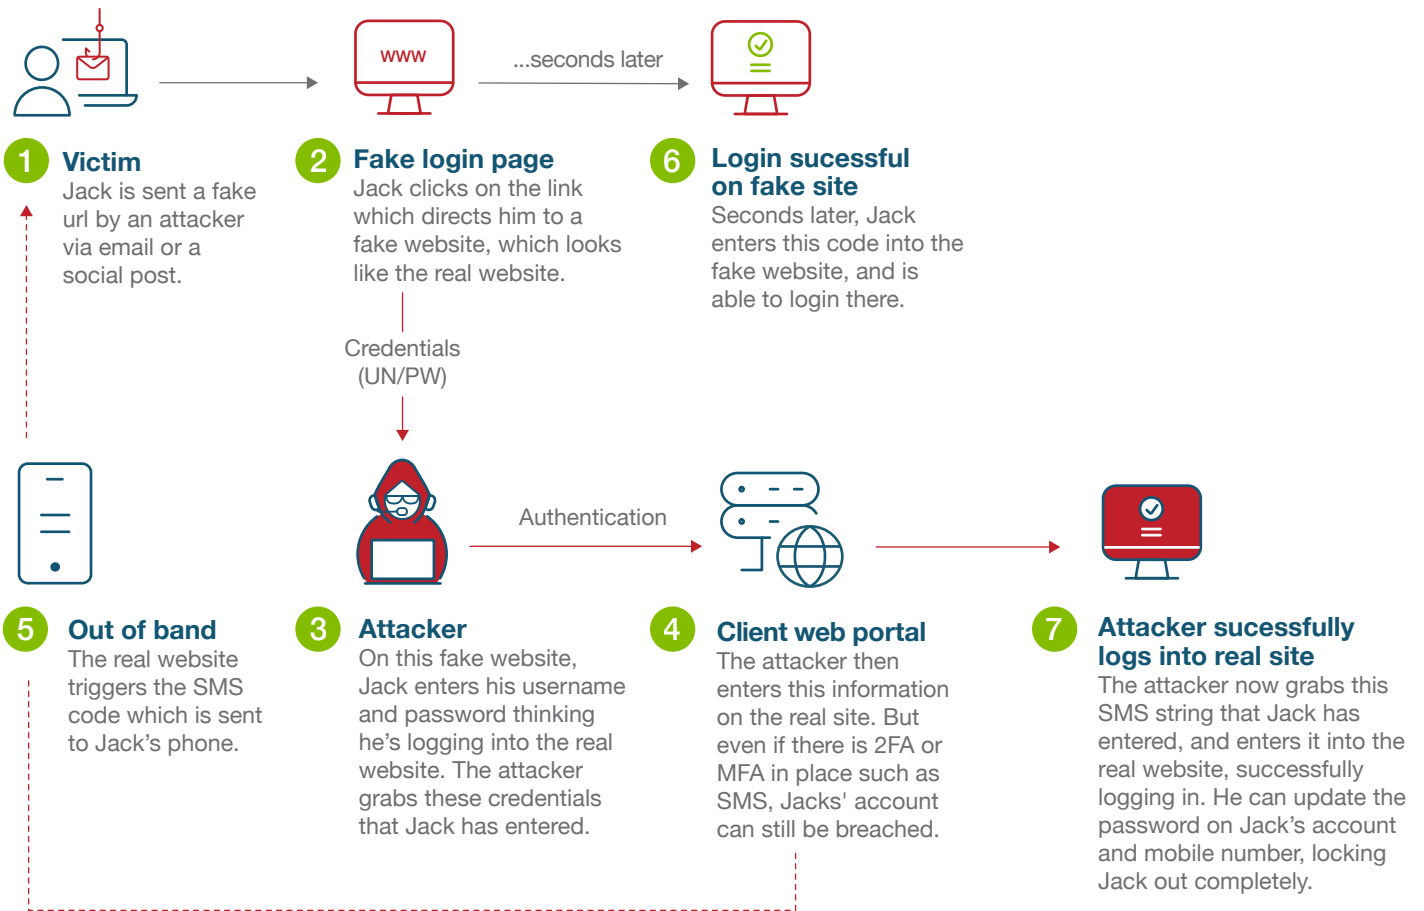 WWW
...seconds later
1
Victim
Jack is sent a fake
url by an attacker
via email or a
social post.
2
Fake login page
Jack clicks on the link
which directs him to a
fake website, which looks
like the real website.
6
Login sucessful
on fake site
Seconds later, Jack
enters this code into the
fake website, and is
able to login there.
Credentials
(UN/PW)
Authentication
5
Out of band
The real website
triggers the SMS
code which is sent
to Jack's phone.
3
Attacker
On this fake website,
Jack enters his username
and password thinking
he's logging into the real
website. The attacker
grabs these credentials
that Jack has entered.
4
Client web portal
The attacker then
enters this information
on the real site. But
even if there is 2FA or
MFA in place such as
SMS, Jacks' account
can still be breached.
7
Attacker sucessfully
logs into real site
The attacker now grabs this
SMS string that Jack has
entered, and enters it into the
real website, successfully
logging in. He can update the
password on Jack's account
and mobile number, locking
Jack out completely.